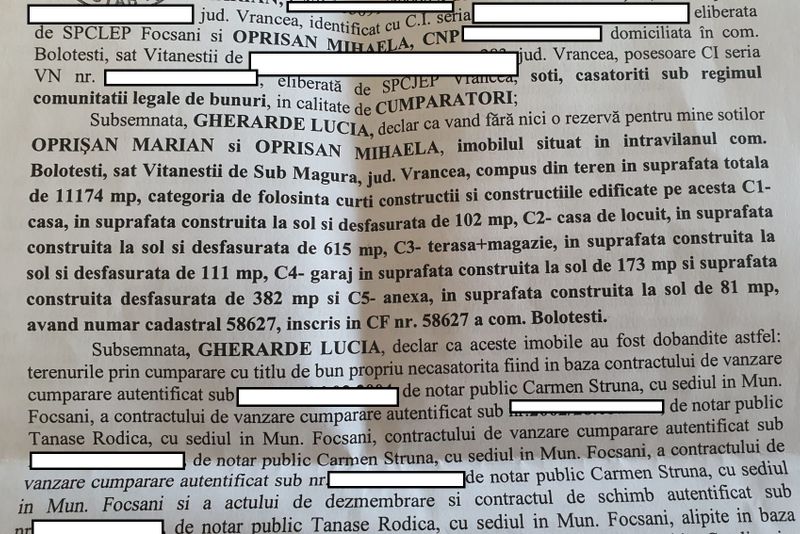 jud. Vrancea, identificat cu C.I. seria eliberata
de SPCLEP Focsani si OPRISAN MIHAELA, CNP domiciliata în com.
Bolotesti, sat Vitanestii de jud. Vrancea, posesoare CI seria
VN nr. eliberată de SPCJEP Vrancea, soti, casatoriti sub regimul
comunitatii legale de bunuri, in calitate de CUMPARATORI;
Subsemnata, GHERARDE LUCIA, declar ca vand fără nici o rezervă pentru mine sotilor
OPRIŞAN MARIAN si OPRISAN MIHAELA, imobilul situat in intravilanul com.
Bolotesti, sat Vitanestii de Sub Magura, jud. Vrancea, compus din teren in suprafata totala
de 11174 mp, categoria de folosinta curti constructii si constructiile edificate pe acesta C1-
casa, in suprafata construita la sol si desfasurata de 102 mp, C2- casa de locuit, in suprafata
construita la sol si desfasurata de 615 mp, C3- terasa+magazie, in suprafata construita la
sol si desfasurata de 111 mp, C4- garaj in suprafata construita la sol de 173 mp si suprafata
construita desfasurata de 382 mp si C5- anexa, in suprafata construita la sol de 81 mp,
avand numar cadastral 58627, inscris in CF nr. 58627 a com. Bolotesti.
Subsemnata, GHERARDE LUCIA, declar ca aceste imobile au fost dobandite astfel:
terenurile prin cumparare cu titlu de bun propriu necasatorita fiind in baza contractului de vanzare
cumparare autentificat sub de notar public Carmen Struna, cu sediul in Mun.
Focsani, a contractului de vanzare cumparare autentificat sub de notar public
Tanase Rodica, cu sediul in Mun. Focsani, contractului de vanzare cumparare autentificat sub
de notar public Carmen Struna, cu sediul in Mun. Focsani, a contractului de
vanzare cumparare autentificat sub nr. de notar public Carmen Struna, cu sediul
in Mun. Focsani si a actului de dezmembrare si contractul de schimb autentificat sub
nr. de notar public Tanase Rodica, cu sediul in Mun. Focsani, alipite in baza